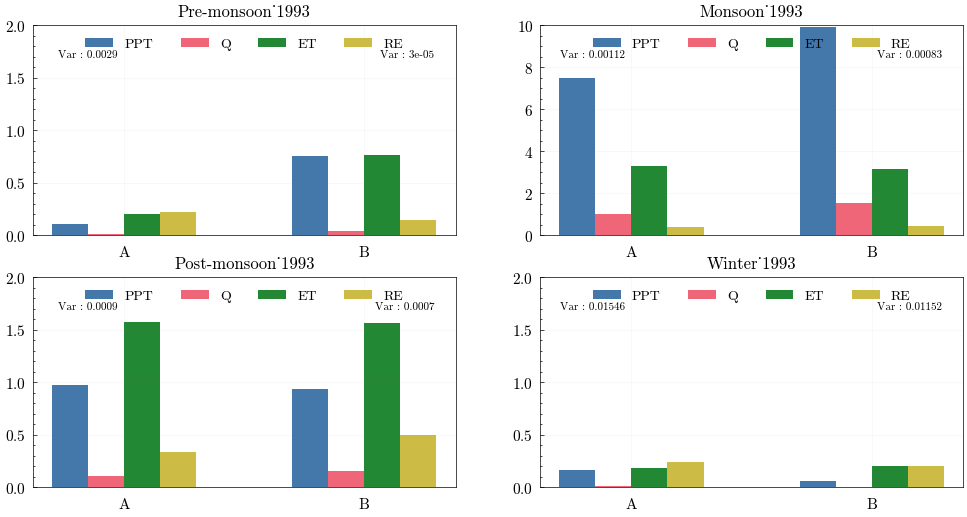 Pre-monsoon˙1993
PPT Q ET RE
Var : 0.0029 Var : 3e-05
2.0
1.5
1.0
0.5
0.0
A B
Monsoon˙1993
PPT Q ET RE
Var : 0.00112 Var : 0.00083
10
8
6
4
2
0
A B
Post-monsoon˙1993
PPT Q ET RE
Var : 0.0009 Var : 0.0007
2.0
1.5
1.0
0.5
0.0
A B
Winter˙1993
PPT Q ET RE
Var : 0.01546 Var : 0.01152
2.0
1.5
1.0
0.5
0.0
A B